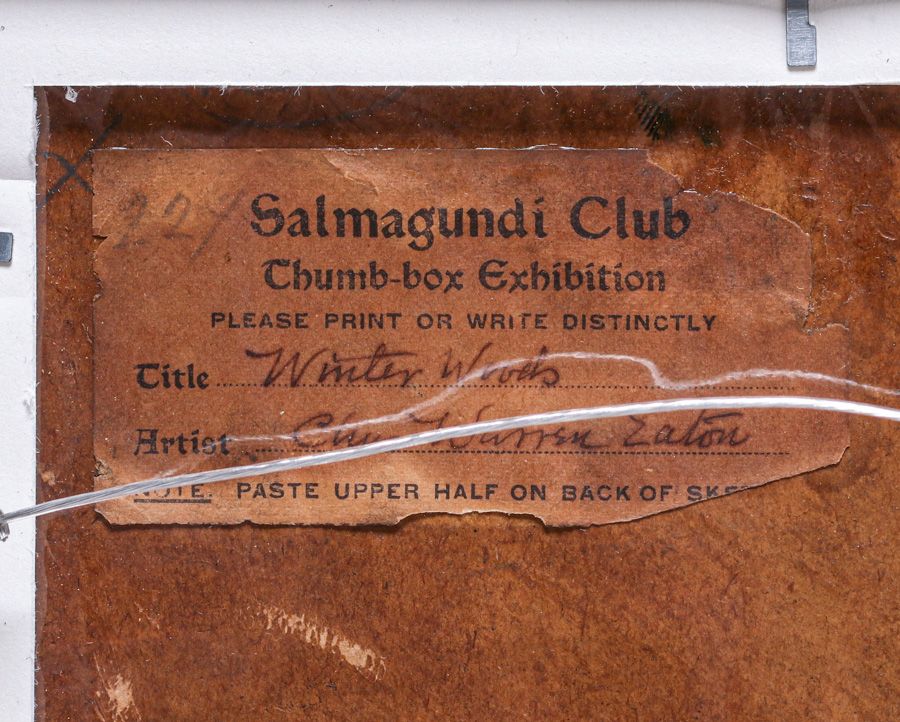 227
Salmagundi Club
Thumb-box Exhibition
PLEASE PRINT OR WRITE DISTINCTLY
Title Winter Woods
Artist Warren Eaton
NOTE. PASTE UPPER HALF ON BACK OF